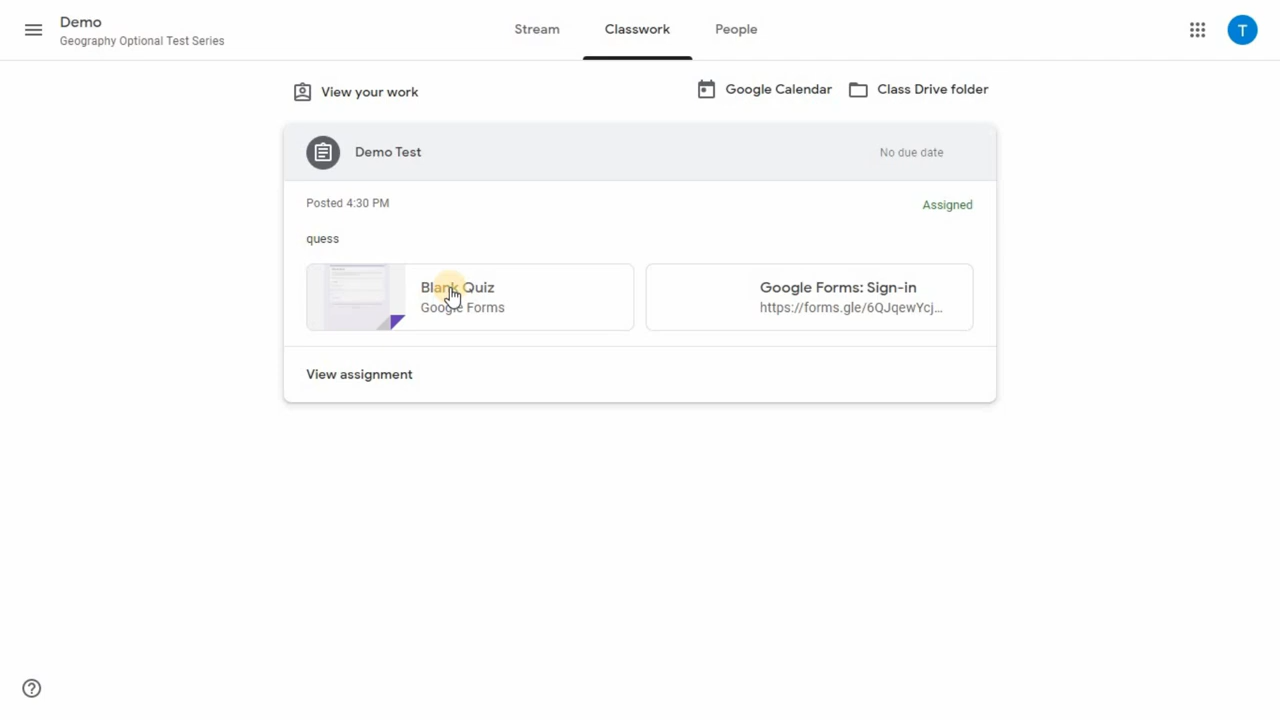 Demo
Geography Optional Test Series
Stream
Classwork
People
T
View your work
Google Calendar
Class Drive folder
Demo Test
No due date
Posted 4:30 PM
Assigned
quess
Blank Quiz
Google Forms
Google Forms: Sign-in
https://forms.gle/6QJqewYcj...
View assignment